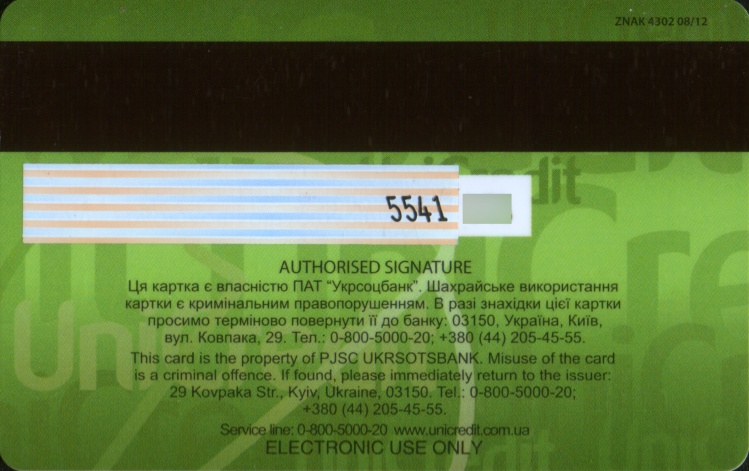 ZNAK 4302 08/12
UniCredit
5541
AUTHORISED SIGNATURE
Ця картка є власністю ПАТ "Укрсоцбанк". Шахрайське використання
картки є кримінальним правопорушенням. В разі знахідки цієї картки
просимо терміново повернути її до банку: 03150, Україна, Київ,
вул. Ковпака, 29. Тел.: 0-800-5000-20; +380 (44) 205-45-55.
This card is the property of PJSC UKRSOTSBANK. Misuse of the card
is a criminal offence. If found, please immediately return to the issuer:
29 Kovpaka Str., Kyiv, Ukraine, 03150. Tel.: 0-800-5000-20;
+380 (44) 205-45-55.
Service line: 0-800-5000-20 www.unicredit.com.ua
ELECTRONIC USE ONLY